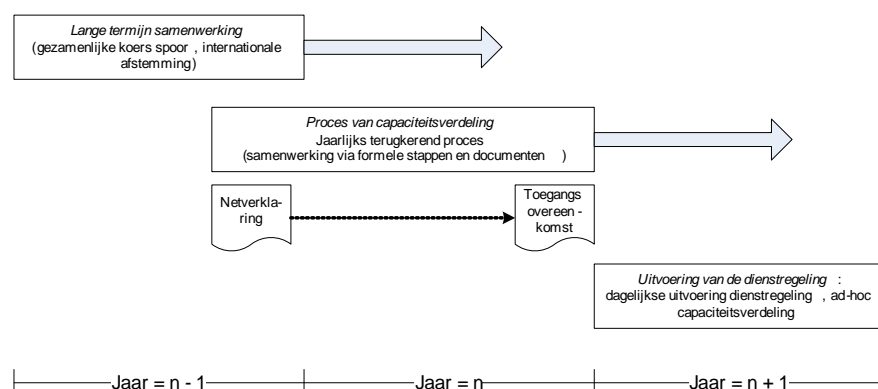 Lange termijn samenwerking
(gezamenlijke koers spoor , internationale
afstemming)
Proces van capaciteitsverdeling
Jaarlijks terugkerend proces
(samenwerking via formele stappen en documenten )
Netverkla-
ring
Toegangs
overeen -
komst
Uitvoering van de dienstregeling :
dagelijkse uitvoering dienstregeling , ad-hoc
capaciteitsverdeling
Jaar = n - 1
Jaar = n
Jaar = n + 1